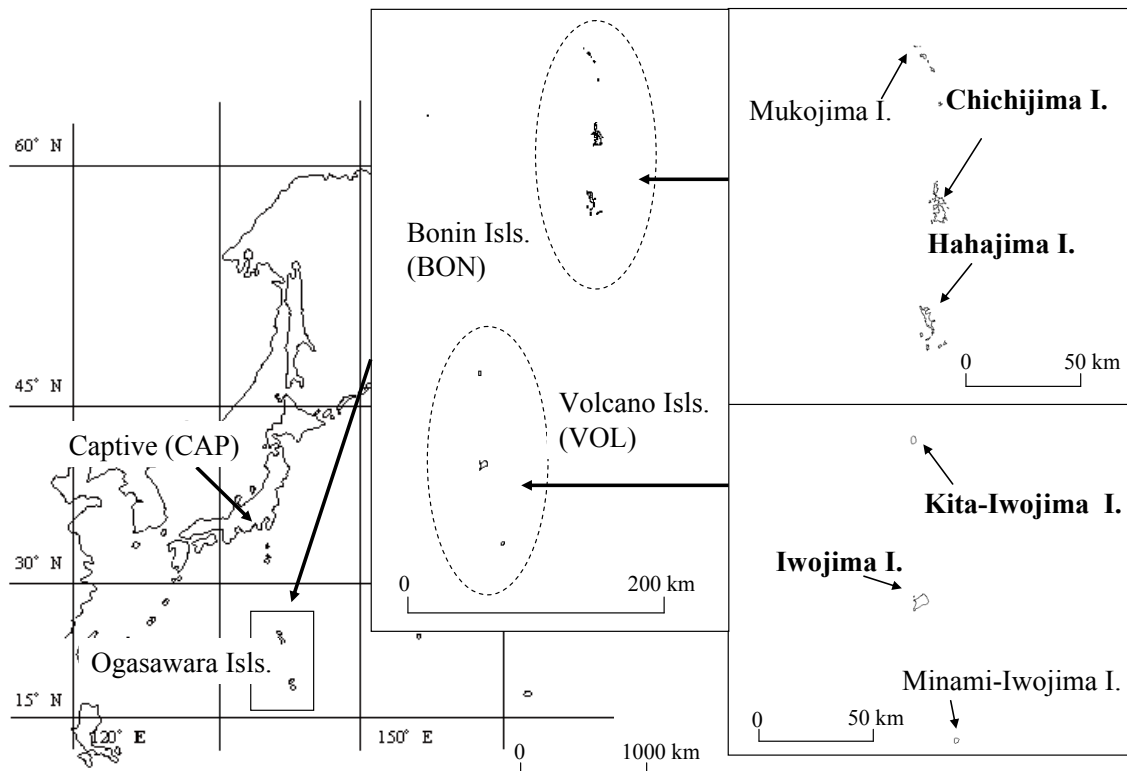 60° N
45° N
Captive (CAP)
30° N
Ogasawara Isls.
15° N
120° E
150° E
0
1000 km
Bonin Isls.
(BON)
Volcano Isls.
(VOL)
0
200 km
Mukojima I.
Chichijima I.
Hahajima I.
0
50 km
Kita-Iwojima I.
Iwojima I.
Minami-Iwojima I.
0
50 km